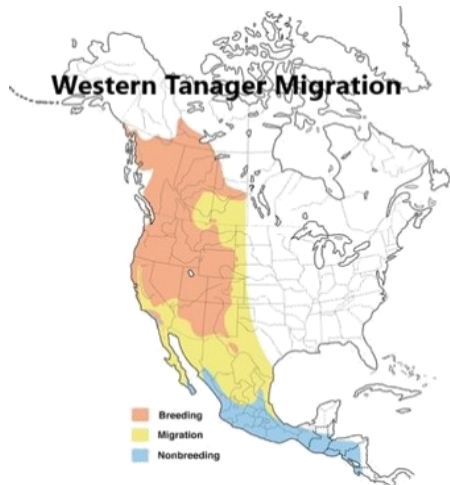 Western Tanager Migration
Breeding
Migration
Nonbreeding